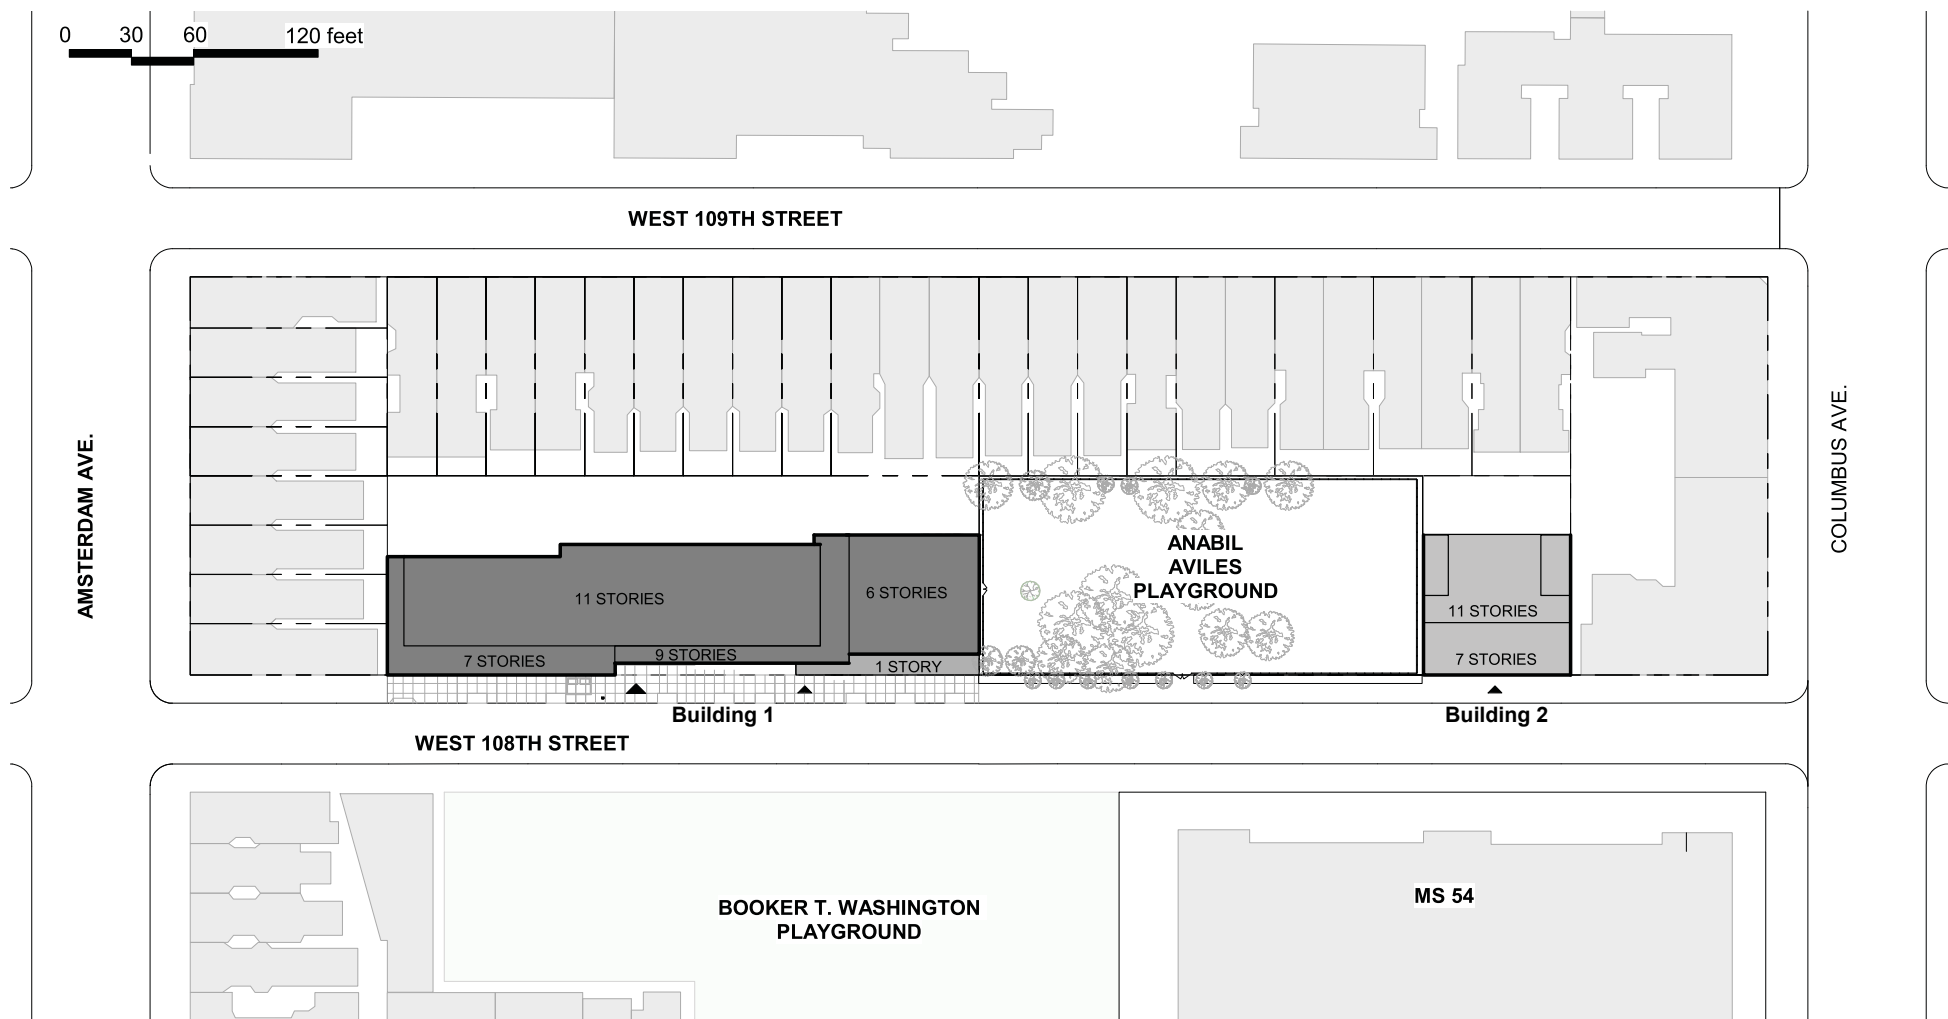 0 30 60 120 feet
WEST 109TH STREET
AMSTERDAM AVE.
COLUMBUS AVE.
ANABIL
AVILES
PLAYGROUND
11 STORIES
6 STORIES
7 STORIES
9 STORIES
1 STORY
11 STORIES
7 STORIES
Building 1
Building 2
WEST 108TH STREET
BOOKER T. WASHINGTON
PLAYGROUND
MS 54